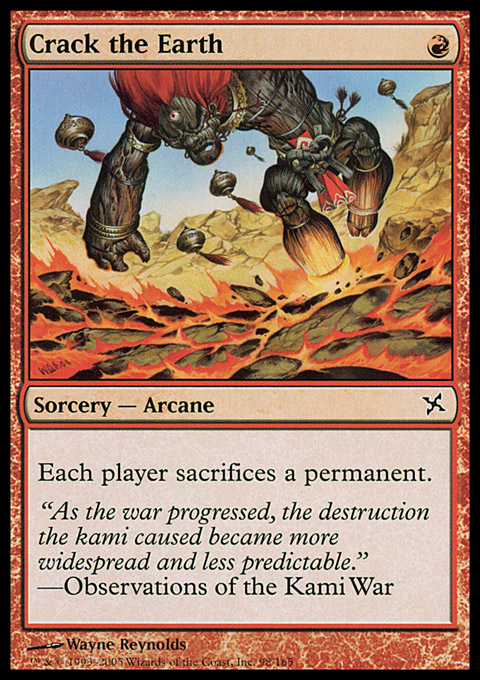 Crack the Earth
Sorcery — Arcane
Each player sacrifices a permanent.
“As the war progressed, the destruction
the kami caused became more
widespread and less predictable.”
—Observations of the Kami War
Wayne Reynolds
™ & © 1993–2005 Wizards of the Coast, Inc. 98/165